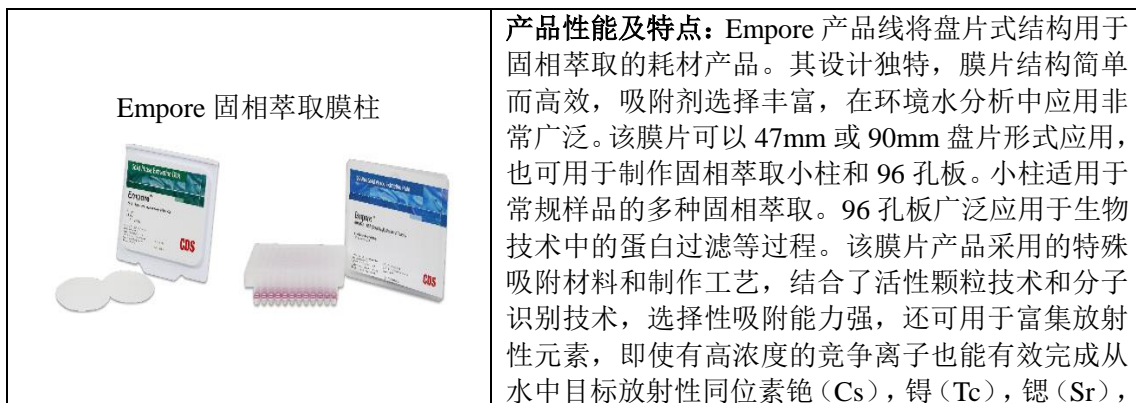 Empore 固相萃取膜柱
Empore
Empore
CDS
CDS
产品性能及特点：Empore 产品线将盘片式结构用于
固相萃取的耗材产品。其设计独特，膜片结构简单
而高效，吸附剂选择丰富，在环境水分析中应用非
常广泛。该膜片可以 47mm 或 90mm 盘片形式应用，
也可用于制作固相萃取小柱和 96 孔板。小柱适用于
常规样品的多种固相萃取。96 孔板广泛应用于生物
技术中的蛋白过滤等过程。该膜片产品采用的特殊
吸附材料和制作工艺，结合了活性颗粒技术和分子
识别技术，选择性吸附能力强，还可用于富集放射
性元素，即使有高浓度的竞争离子也能有效完成从
水中目标放射性同位素铯（Cs），锝（Tc），锶（Sr），